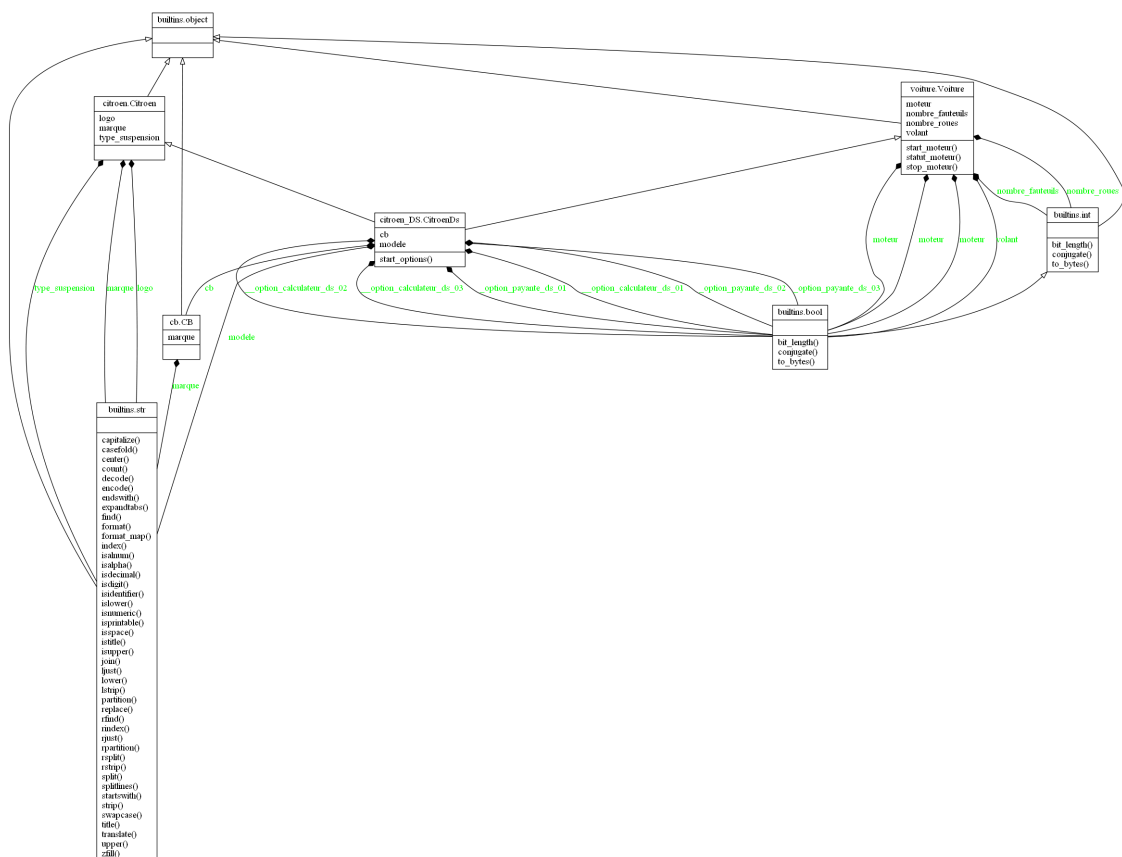 builtins.object
citroen.Citroen
logo
marque
type_suspension
voiture.Voiture
moteur
nombre_fauteuils
nombre_roues
volant
start_moteur()
statut_moteur()
stop_moteur()
nombre_fauteuils
nombre_roues
citroen_DS.CitroenDs
cb
modele
start_options()
builtins.int
bit_length()
conjugate()
to_bytes()
moteur
moteur
moteur
volant
type_suspension
marque
logo
cb
__option_calculateur_ds_02
__option_calculateur_ds_03
_option_payante_ds_01
__option_calculateur_ds_01
_option_payante_ds_02
_option_payante_ds_03
cb.CB
marque
builtins.bool
bit_length()
conjugate()
to_bytes()
modele
marque
builtins.str
capitalize()
casefold()
center()
count()
decode()
encode()
endswith()
expandtabs()
find()
format()
format_map()
index()
isalnum()
isalpha()
isdecimal()
isdigit()
isidentifier()
islower()
isnumeric()
isprintable()
isspace()
istitle()
isupper()
join()
ljust()
lower()
lstrip()
partition()
replace()
rfind()
rindex()
rjust()
rpartition()
rsplit()
rstrip()
split()
splitlines()
startswith()
strip()
swapcase()
title()
translate()
upper()
zfill()